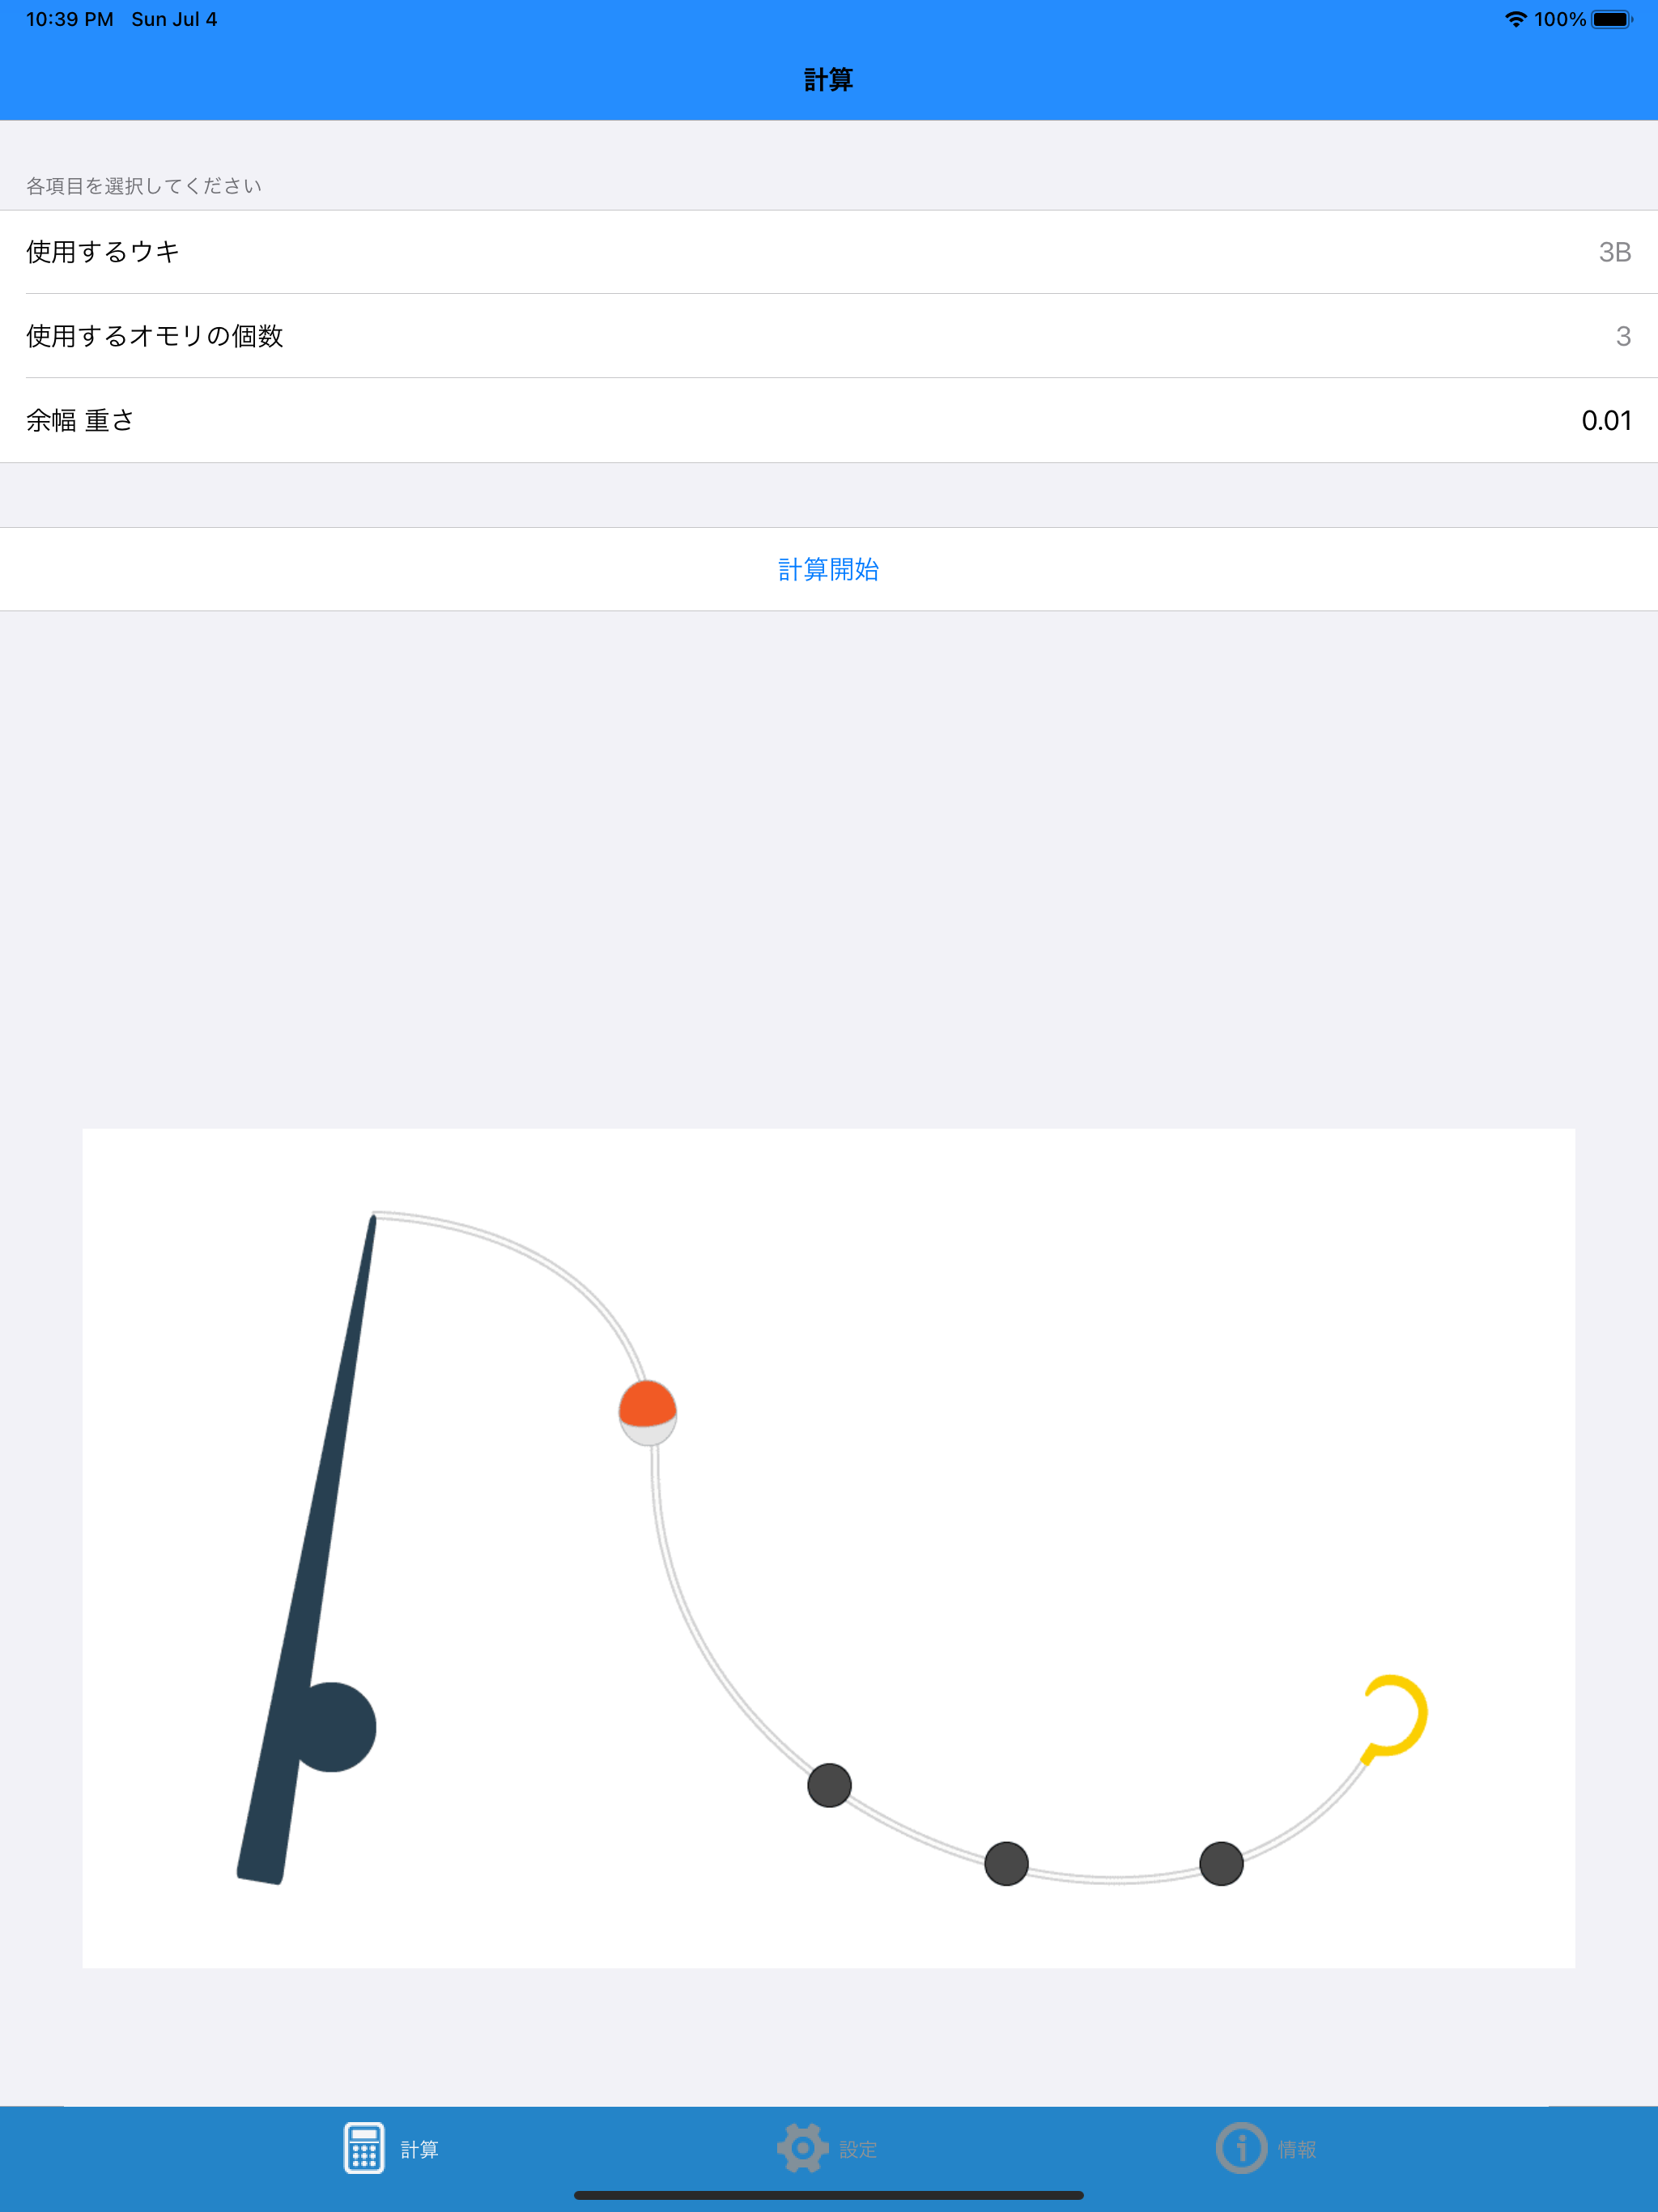 10:39 PM Sun Jul 4
100%
計算
各項目を選択してください
使用するウキ
3B
使用するオモリの個数
3
余幅 重さ
0.01
計算開始
計算
設定
情報